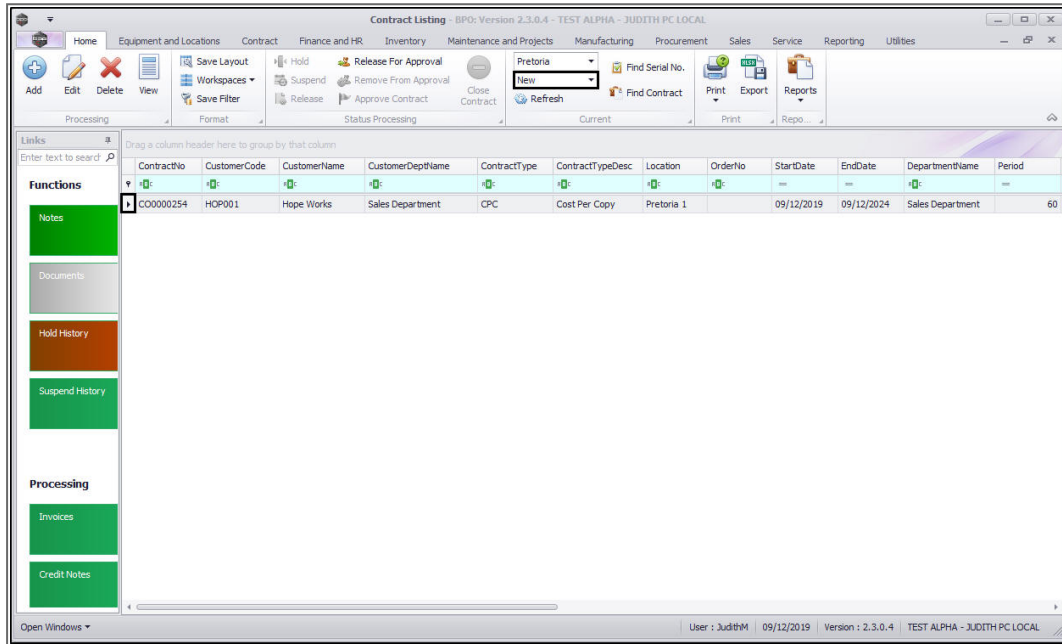 Contract Listing - BPO: Version 2.3.0.4 - TEST ALPHA - JUDITH PC LOCAL
Home Equipment and Locations Contract Finance and HR Inventory Maintenance and Projects Manufacturing Procurement Sales Service Reporting Utilities
Add Edit Delete View
Processing
Save Layout
Workspaces
Save Filter
Format
Hold
Suspend
Release
Release For Approval
Remove From Approval
Approve Contract
Close Contract
Status Processing
Pretoria
New
Refresh
Find Serial No.
Find Contract
Current
Print Export
Print
Reports
Repo...
Links
Enter text to search
Functions
Notes
Documents
Hold History
Suspend History
Processing
Invoices
Credit Notes
Drag a column header here to group by that column
ContractNo CustomerCode CustomerName CustomerDeptName ContractType ContractTypeDesc Location OrderNo StartDate EndDate DepartmentName Period
CO0000254 HOP001 Hope Works Sales Department CPC Cost Per Copy Pretoria 1 09/12/2019 09/12/2024 Sales Department 60
Open Windows
User : JudithM 09/12/2019 Version : 2.3.0.4 TEST ALPHA - JUDITH PC LOCAL